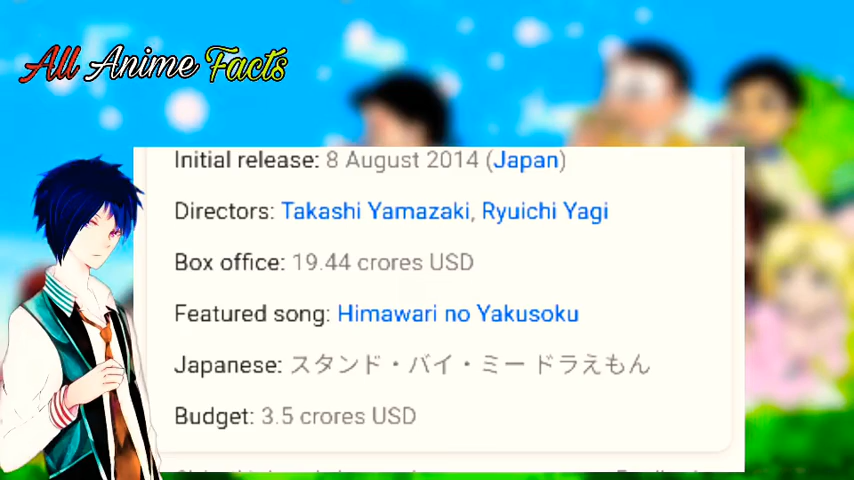 All Anime Facts
Initial release: 8 August 2014 (Japan)
Directors: Takashi Yamazaki, Ryuichi Yagi
Box office: 19.44 crores USD
Featured song: Himawari no Yakusoku
Japanese: スタンド・バイ・ミー ドラえもん
Budget: 3.5 crores USD